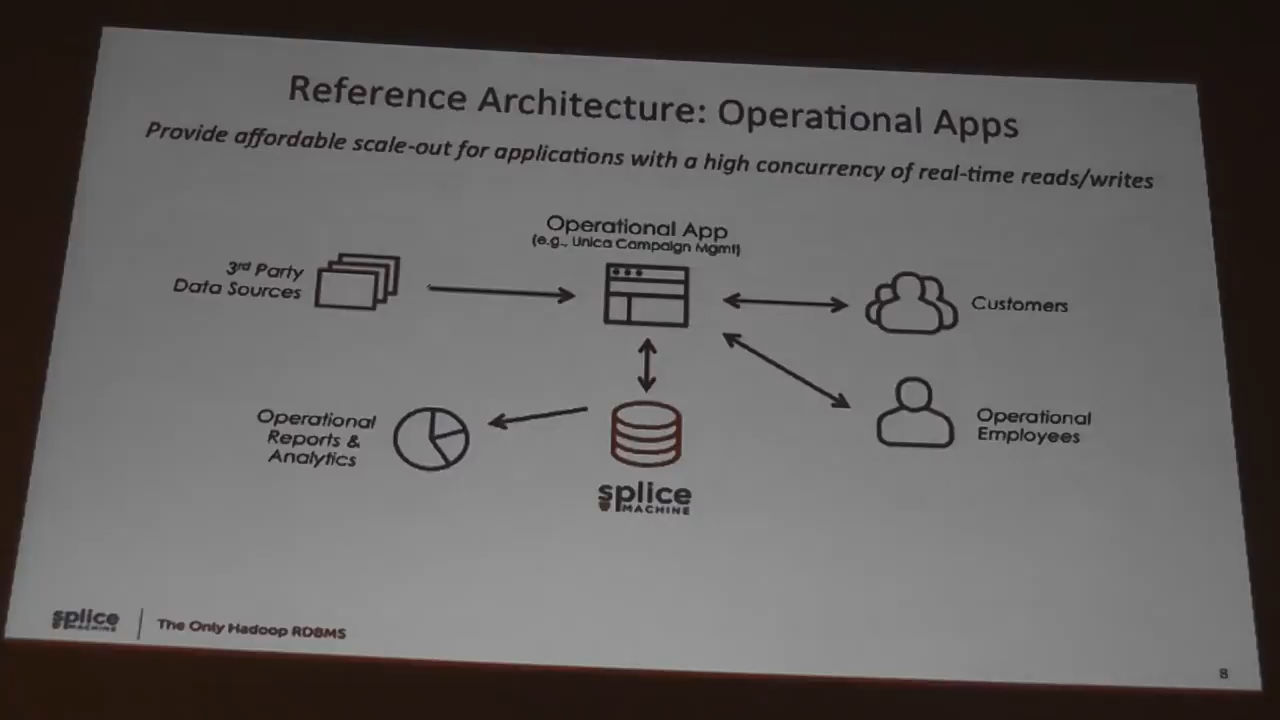 Reference Architecture: Operational Apps
Provide affordable scale-out for applications with a high concurrency of real-time reads/writes
Operational App
(e.g., Unica Campaign Mgmt)
3rd Party
Data Sources
Customers
Operational
Reports &
Analytics
Operational
Employees
splice
MACHINE
splice
MACHINE
The Only Hadoop RDBMS
8